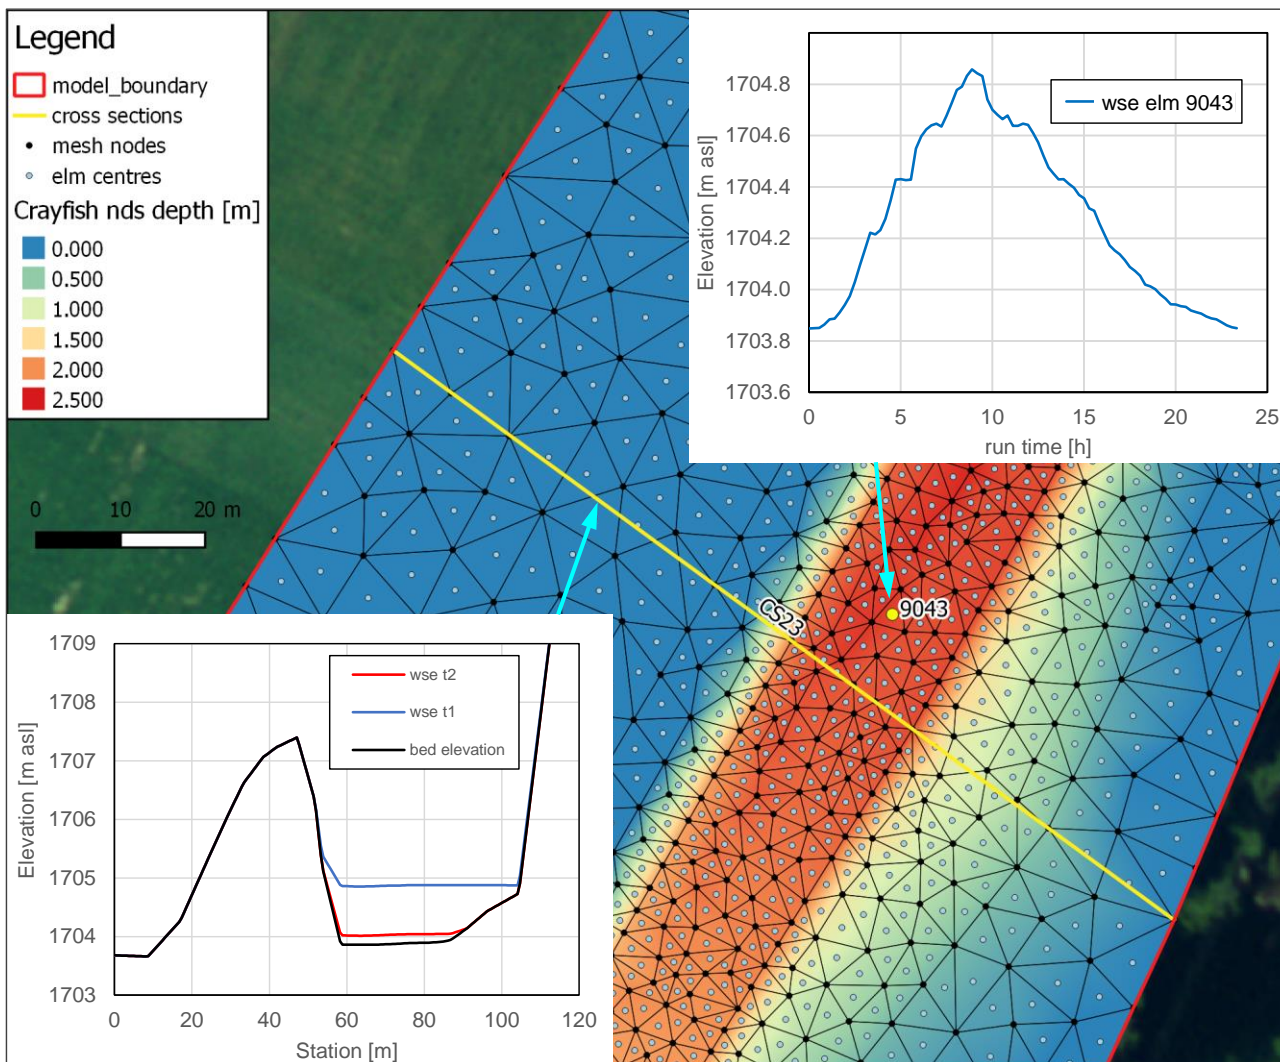 Legend
model_boundary
cross sections
mesh nodes
elm centres
Crayfish nds depth [m]
0.000
0.500
1.000
1.500
2.000
2.500
0 10 20 m
Elevation [m asl]
1704.8
1704.6
1704.4
1704.2
1704.0
1703.8
1703.6
0 5 10 15 20 25
run time [h]
wse elm 9043
CS23
9043
Elevation [m asl]
1709
1708
1707
1706
1705
1704
1703
0 20 40 60 80 100 120
Station [m]
wse t2
wse t1
bed elevation